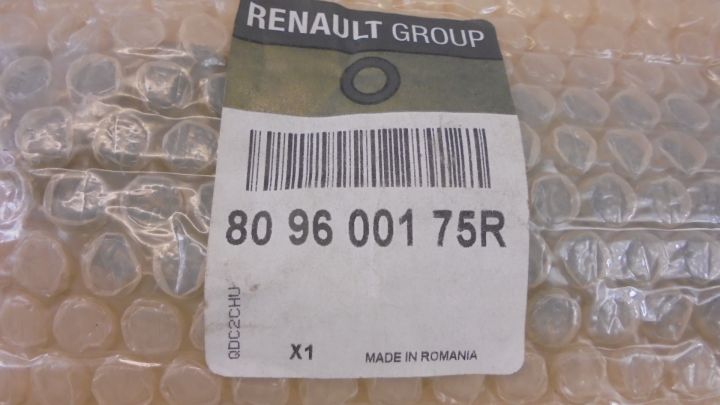 RENAULT GROUP
80 96 001 75R
QDC2CHU
X1 MADE IN ROMANIA